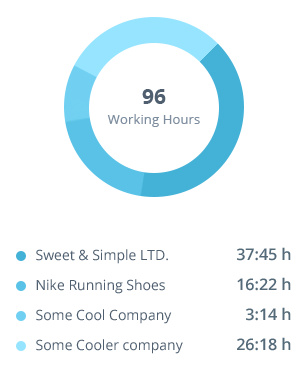 96
Working Hours
Sweet & Simple LTD. 37:45 h
Nike Running Shoes 16:22 h
Some Cool Company 3:14 h
Some Cooler company 26:18 h